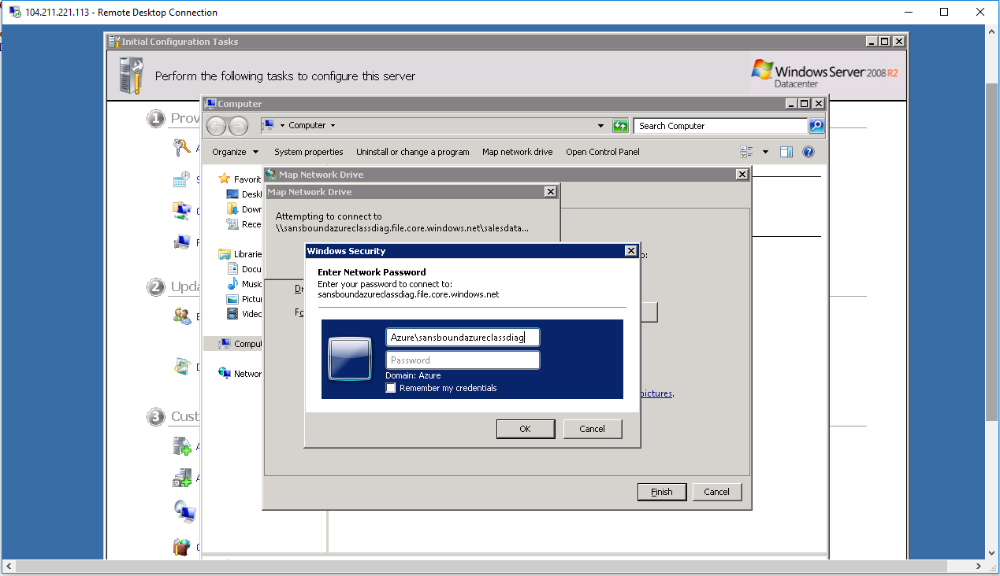 104.211.221.113 - Remote Desktop Connection
Initial Configuration Tasks
Perform the following tasks to configure this server
Windows Server 2008 R2
Datacenter
Computer
1 Prov
Computer
Search Computer
Organize
System properties
Uninstall or change a program
Map network drive
Open Control Panel
Favorit
Map Network Drive
Map Network Drive
Attempting to connect to
\\sansboundazureclassdiag.file.core.windows.net\salesdata...
Desk
Down
Rece
Librarie
Docu
Music
Pictu
Videc
Compu
Networ
2 Upda
3 Cust
Dr
Fo
o:
Windows Security
Enter Network Password
Enter your password to connect to:
sansboundazureclassdiag.file.core.windows.net
Azure\sansboundazureclassdiag
Password
Domain: Azure
Remember my credentials
pictures.
OK
Cancel
Finish
Cancel